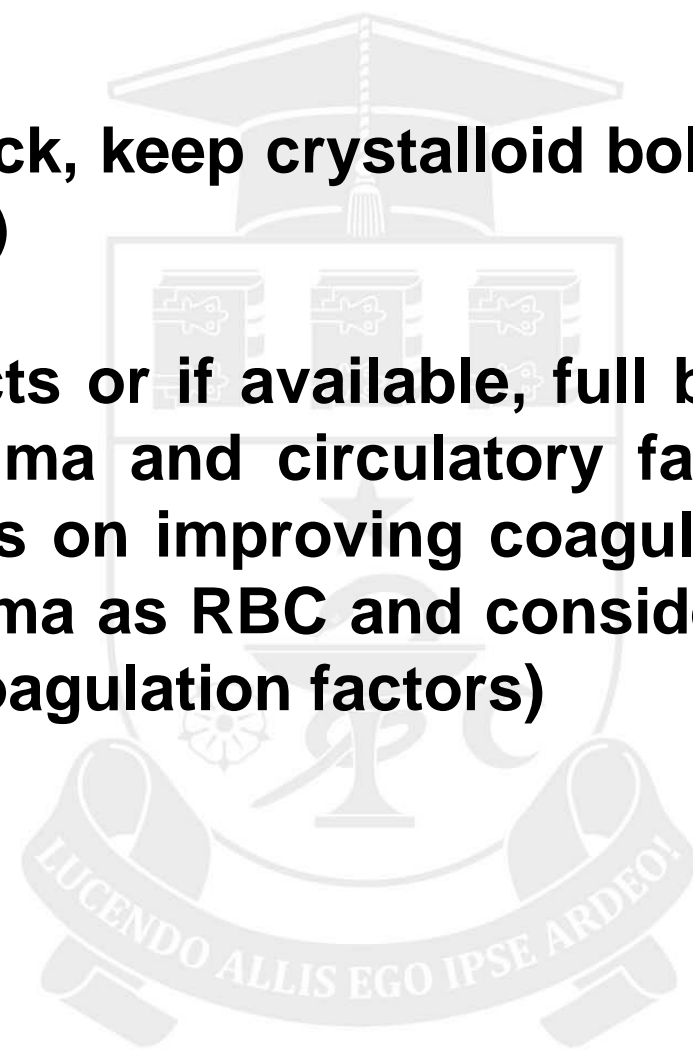 ck, keep crystalloid bol
)
cts or if available, full b
ma and circulatory fa
s on improving coagul
ma as RBC and conside
oagulation factors)
LUCENDO ALLIS EGO IPSE ARDEO!